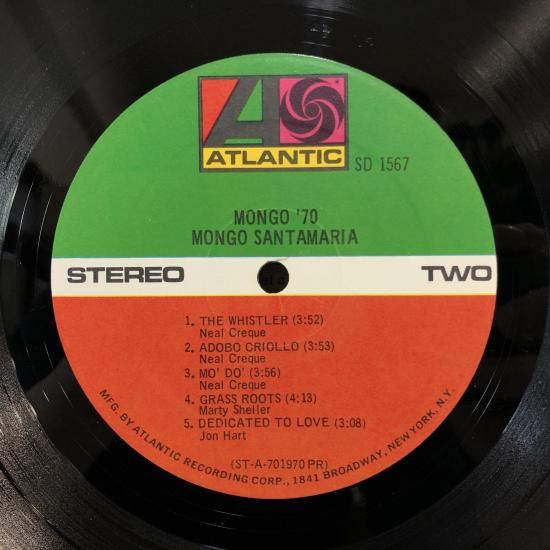 ATLANTIC
SD 1567
MONGO '70
MONGO SANTAMARIA
STEREO
TWO
1. THE WHISTLER (3:52)
Neal Creque
2. ADOBO CRIOLLO (3:53)
Neal Creque
3. MO' DO' (3:56)
Neal Creque
4. GRASS ROOTS (4:13)
Marty Sheller
5. DEDICATED TO LOVE (3:08)
Jon Hart
(ST-A-701970 PR)
MFG. BY ATLANTIC RECORDING CORP., 1841 BROADWAY, NEW YORK, N.Y.